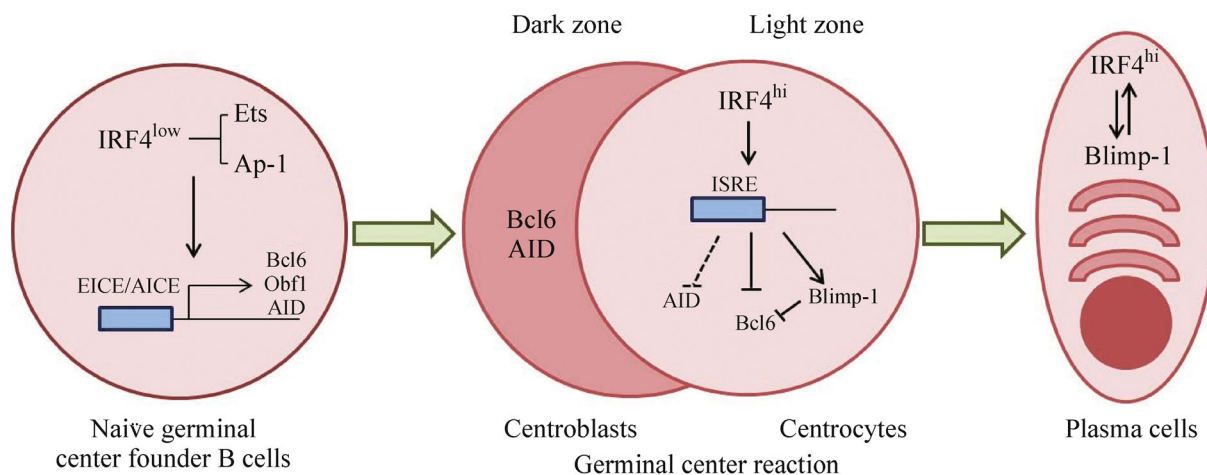 Dark zone
Light zone
IRF4low
Ets
Ap-1
EICE/AICE
Bcl6
Obf1
AID
Naïve germinal
center founder B cells
Bcl6
AID
IRF4hi
ISRE
AID
Bcl6
Blimp-1
Centroblasts
Centrocytes
Germinal center reaction
IRF4hi
Blimp-1
Plasma cells